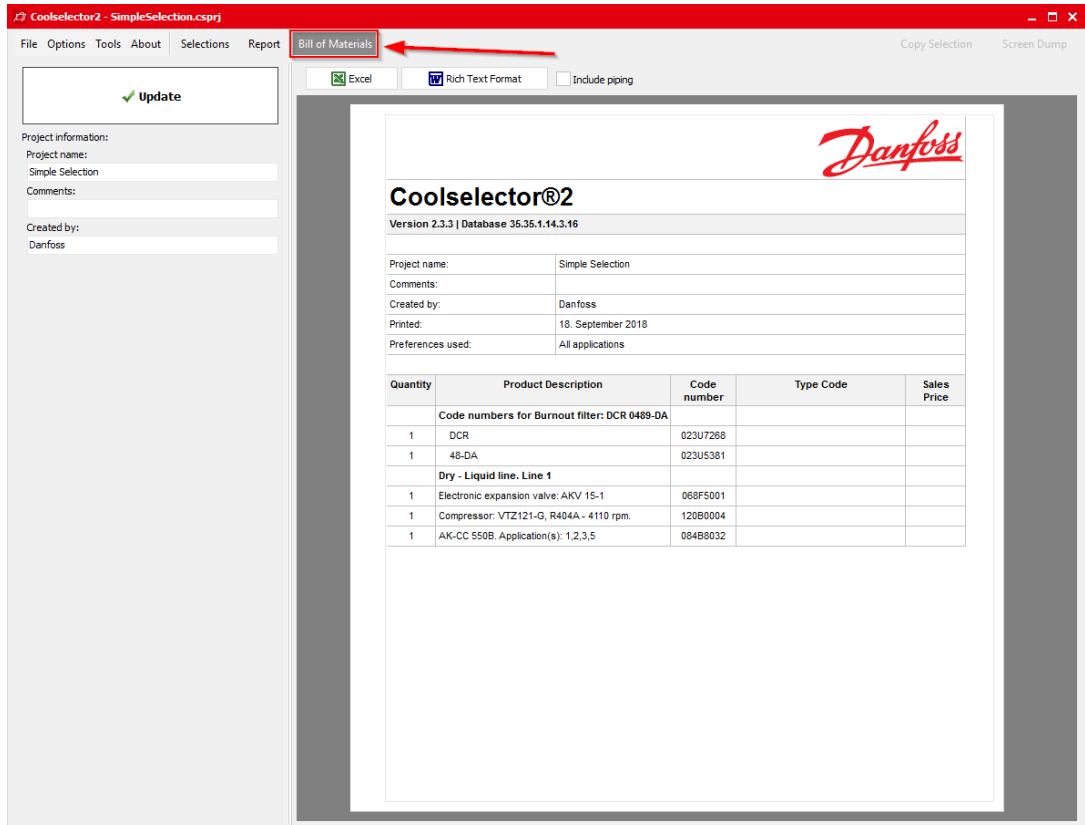 Coolselector2 - SimpleSelection.csprj
File Options Tools About Selections Report Bill of Materials Copy Selection Screen Dump
Update
Excel Rich Text Format Include piping
Project information:
Project name:
Simple Selection
Comments:
Created by:
Danfoss
Danfoss
Coolselector®2
Version 2.3.3 | Database 35.35.1.14.3.16
Project name: Simple Selection
Comments:
Created by: Danfoss
Printed: 18. September 2018
Preferences used: All applications
Quantity Product Description Code number Type Code Sales Price
Code numbers for Burnout filter: DCR 0489-DA
1 DCR 023U7268
1 48-DA 023U5381
Dry - Liquid line. Line 1
1 Electronic expansion valve: AKV 15-1 068F5001
1 Compressor: VTZ121-G, R404A - 4110 rpm. 120B0004
1 AK-CC 550B. Application(s): 1,2,3,5 084B8032